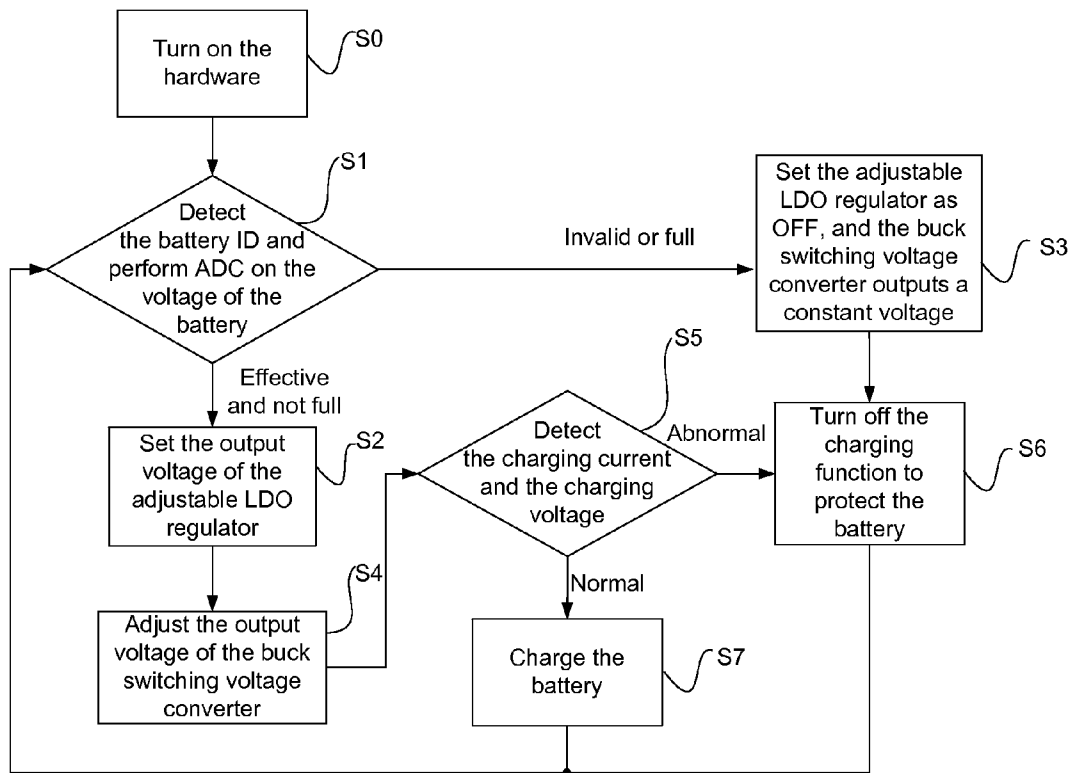 Turn on the
hardware
S0
S1
Detect
the battery ID and
perform ADC on the
voltage of the
battery
Invalid or full
Set the adjustable
LDO regulator as
OFF, and the buck
switching voltage
converter outputs a
constant voltage
S3
Effective
and not full
S5
Set the output
voltage of the
adjustable LDO
regulator
S2
Detect
the charging current
and the charging
voltage
Abnormal
Turn off the
charging
function to
protect the
battery
S6
S4
Normal
Adjust the output
voltage of the buck
switching voltage
converter
Charge the
battery
S7